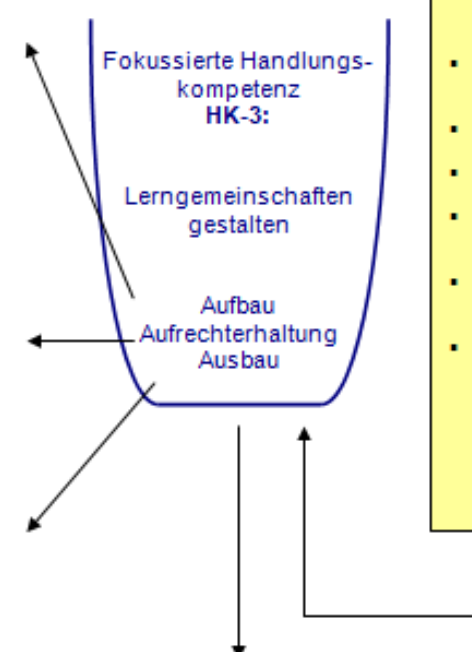 Fokussierte Handlungs-
kompetenz
HK-3:
Lerngemeinschaften
gestalten
Aufbau
Aufrechterhaltung
Ausbau